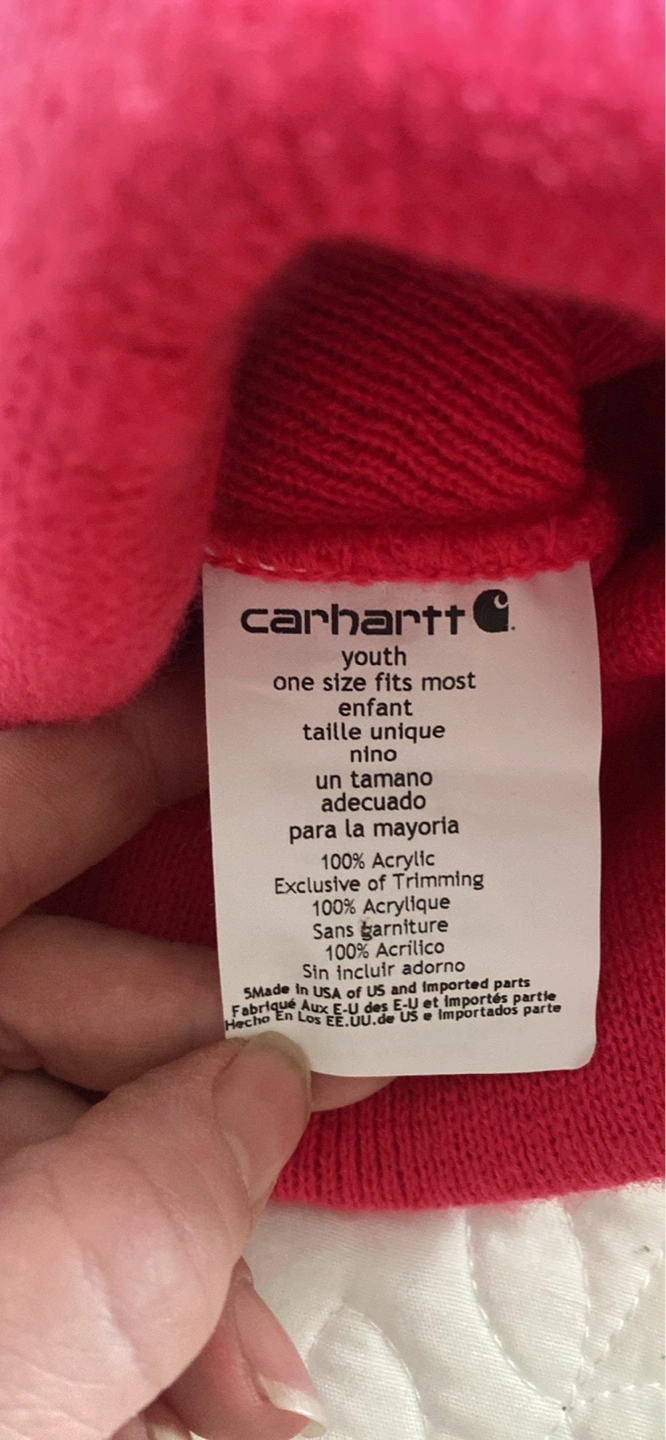 carhartt
youth
one size fits most
enfant
taille unique
nino
un tamano
adecuado
para la mayoria
100% Acrylic
Exclusive of Trimming
100% Acrylique
Sans garniture
100% Acrilico
Sin incluir adorno
5Made in USA of US and Imported parts
Fabriqué Aux E-U des E-U et Importés partie
Hecho En Los EE.UU.de US e Importados parte